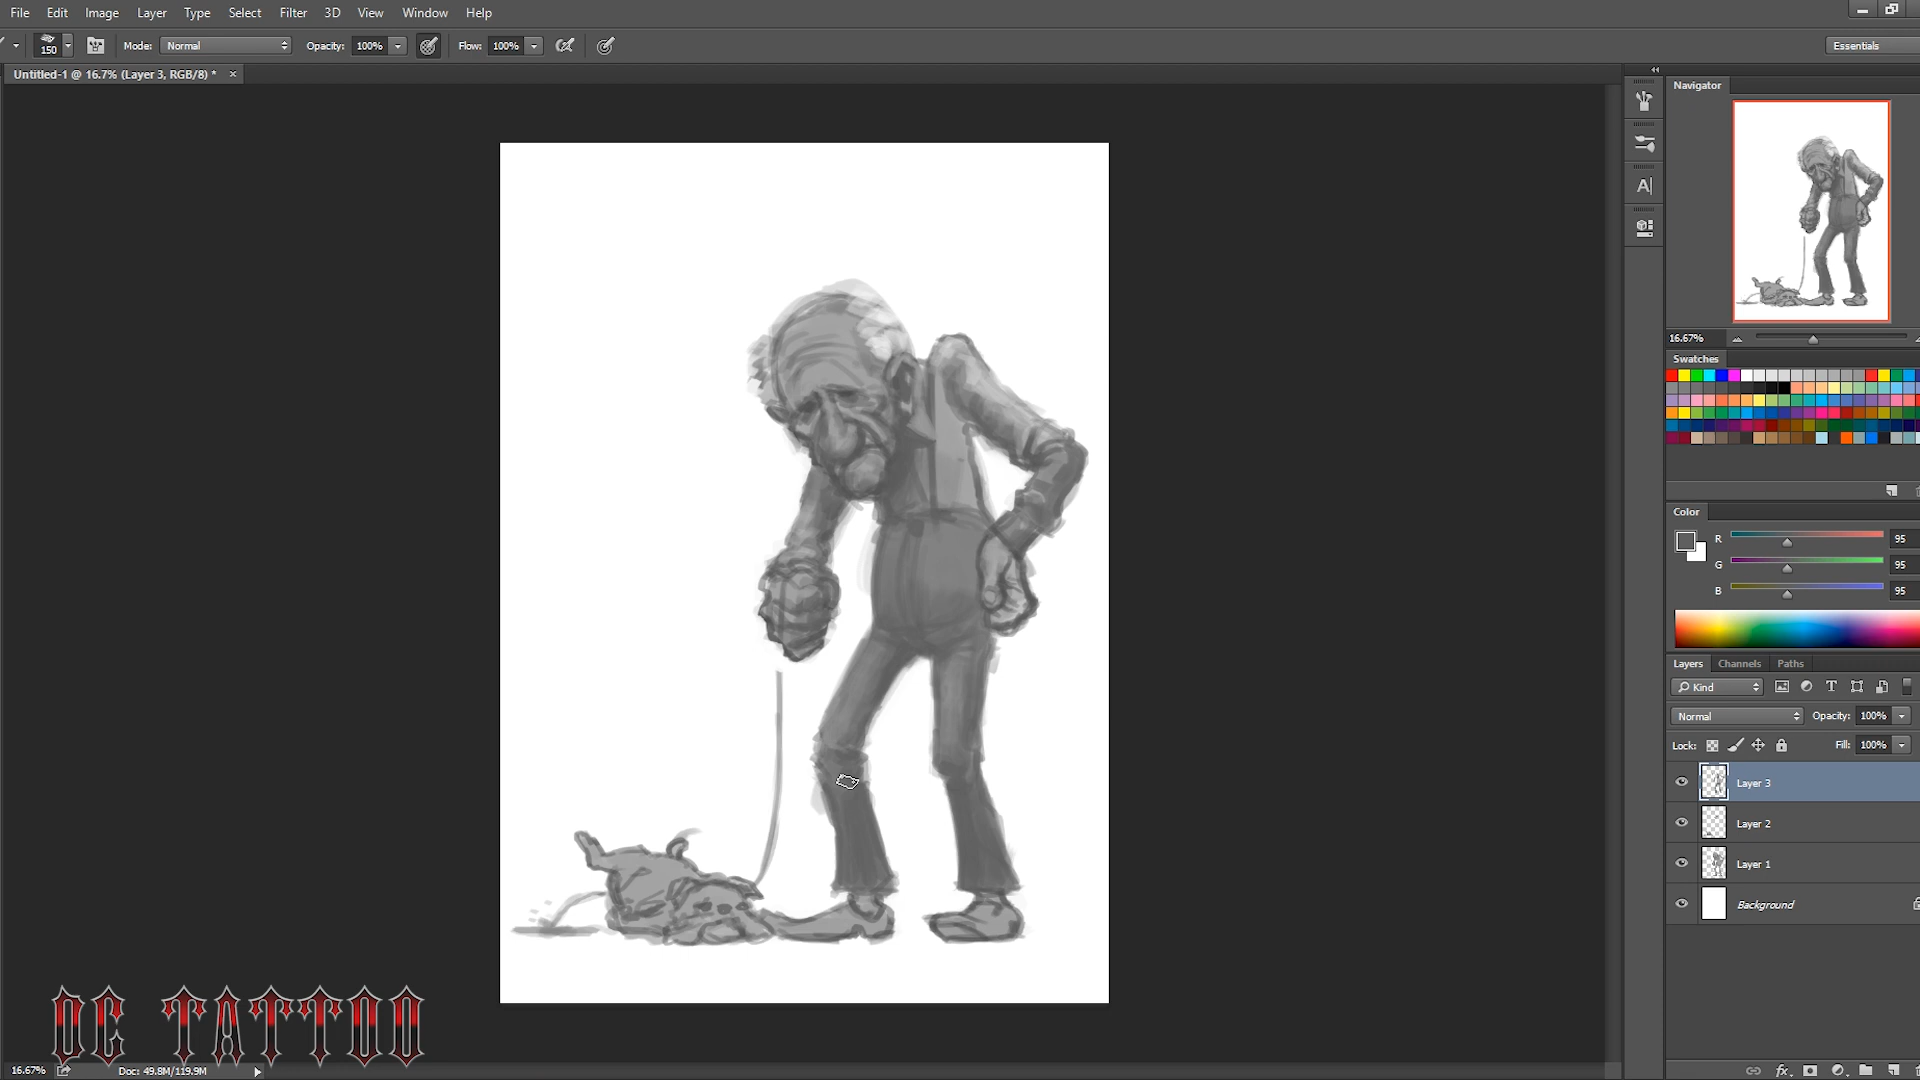 File Edit Image Layer Type Select Filter 3D View Window Help
150 Mode: Normal Opacity: 100% Flow: 100% Essentials
Untitled-1 @ 16.7% (Layer 3, RGB/8) * ×
Navigator
16.67%
Swatches
Color
R 95
G 95
B 95
Layers Channels Paths
Kind
Normal Opacity: 100%
Lock: Fill: 100%
Layer 3
Layer 2
Layer 1
Background
OC TATTOO
16.67% Doc: 49.8M/119.9M